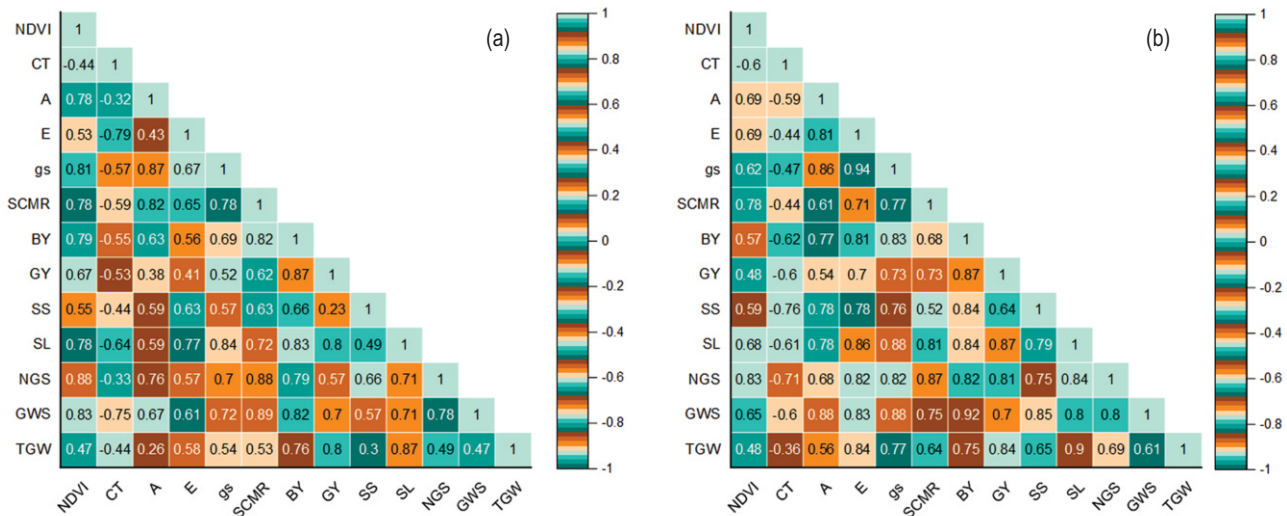 (a)
NDVI 1
CT -0.44 1
A 0.78 -0.32 1
E 0.53 -0.79 0.43 1
gs 0.81 -0.57 0.87 0.67 1
SCMR 0.78 -0.59 0.82 0.65 0.78 1
BY 0.79 -0.55 0.63 0.56 0.69 0.82 1
GY 0.67 -0.53 0.38 0.41 0.52 0.62 0.87 1
SS 0.55 -0.44 0.59 0.63 0.57 0.63 0.66 0.23 1
SL 0.78 -0.64 0.59 0.77 0.84 0.72 0.83 0.8 0.49 1
NGS 0.88 -0.33 0.76 0.57 0.7 0.88 0.79 0.57 0.66 0.71 1
GWS 0.83 -0.75 0.67 0.61 0.72 0.89 0.82 0.7 0.57 0.71 0.78 1
TGW 0.47 -0.44 0.26 0.58 0.54 0.53 0.76 0.8 0.3 0.87 0.49 0.47 1
NDVI CT A E gs SCMR BY GY SS SL NGS GWS TGW
1
0.8
0.6
0.4
0.2
0
-0.2
-0.4
-0.6
-0.8
-1
(b)
NDVI 1
CT -0.6 1
A 0.69 -0.59 1
E 0.69 -0.44 0.81 1
gs 0.62 -0.47 0.86 0.94 1
SCMR 0.78 -0.44 0.61 0.71 0.77 1
BY 0.57 -0.62 0.77 0.81 0.83 0.68 1
GY 0.48 -0.6 0.54 0.7 0.73 0.73 0.87 1
SS 0.59 -0.76 0.78 0.78 0.76 0.52 0.84 0.64 1
SL 0.68 -0.61 0.78 0.86 0.88 0.81 0.84 0.87 0.79 1
NGS 0.83 -0.71 0.68 0.82 0.82 0.87 0.82 0.81 0.75 0.84 1
GWS 0.65 -0.6 0.88 0.83 0.88 0.75 0.92 0.7 0.85 0.8 0.8 1
TGW 0.48 -0.36 0.56 0.84 0.77 0.64 0.75 0.84 0.65 0.9 0.69 0.61 1
NDVI CT A E gs SCMR BY GY SS SL NGS GWS TGW
1
0.8
0.6
0.4
0.2
0
-0.2
-0.4
-0.6
-0.8
-1